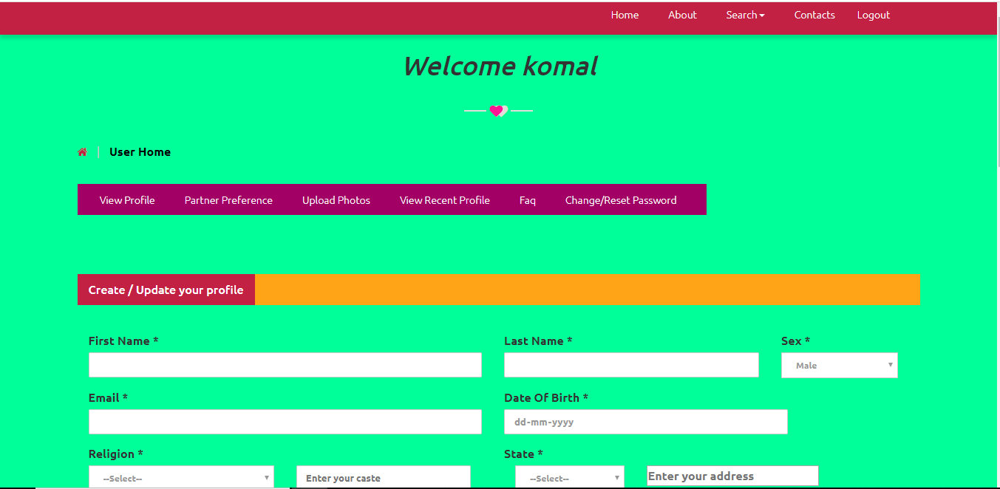 Home About Search Contacts Logout
Welcome komal
User Home
View Profile Partner Preference Upload Photos View Recent Profile Faq Change/Reset Password
Create / Update your profile
First Name * Last Name * Sex *
Male
Email * Date Of Birth *
dd-mm-yyyy
Religion * State *
--Select-- Enter your caste --Select-- Enter your address